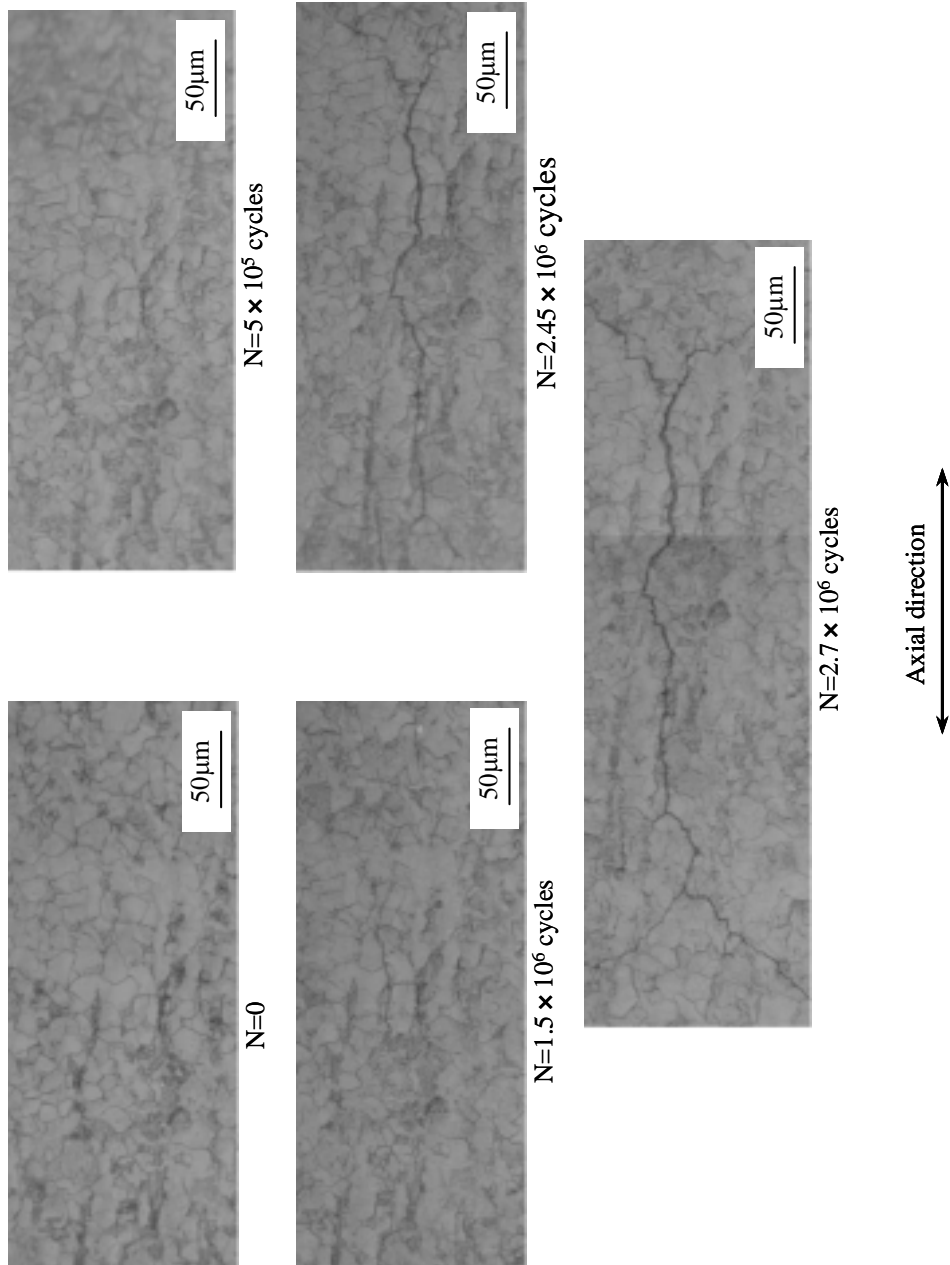 50μm
N=0
50μm
N=5 × 10⁵ cycles
50μm
N=1.5 × 10⁶ cycles
50μm
N=2.45 × 10⁶ cycles
50μm
N=2.7 × 10⁶ cycles
Axial direction